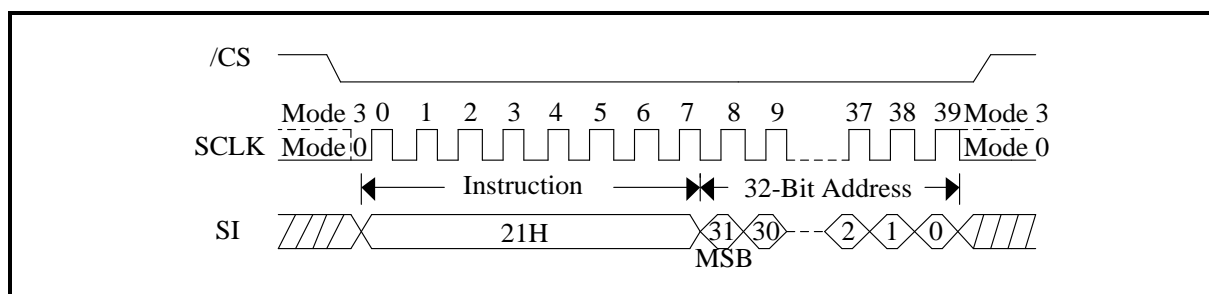 /CS
Mode 3 0 1 2 3 4 5 6 7 8 9 37 38 39 Mode 3
SCLK Mode 0 Mode 0
Instruction 32-Bit Address
SI 21H 31 30 2 1 0
MSB